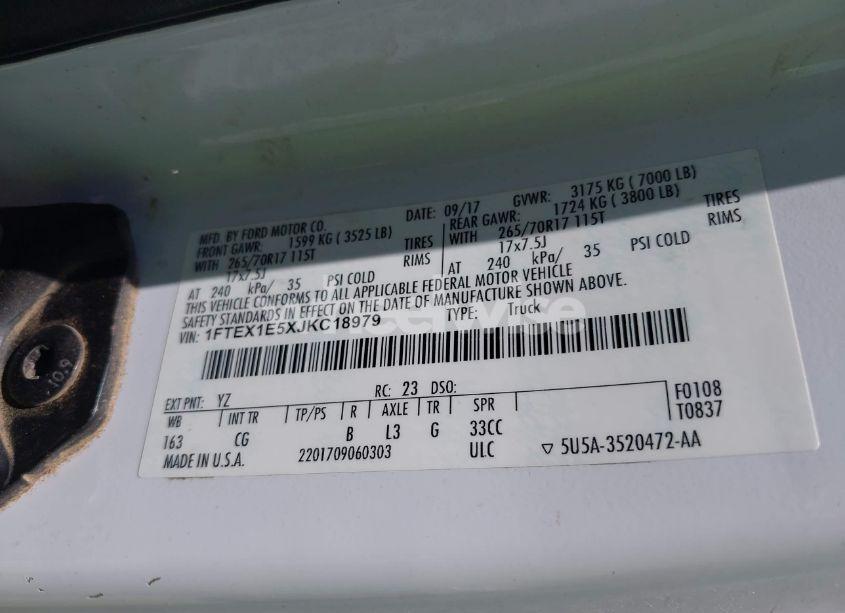 MFD. BY FORD MOTOR CO.
DATE: 09/17 GVWR: 3175 KG ( 7000 LB)
FRONT GAWR: 1599 KG ( 3525 LB) REAR GAWR: 1724 KG ( 3800 LB)
WITH 265/70R17 115T TIRES WITH 265/70R17 115T TIRES
17x7.5J RIMS 17x7.5J RIMS
AT 240 kPa/ 35 PSI COLD AT 240 kPa/ 35 PSI COLD
THIS VEHICLE CONFORMS TO ALL APPLICABLE FEDERAL MOTOR VEHICLE
SAFETY STANDARDS IN EFFECT ON THE DATE OF MANUFACTURE SHOWN ABOVE.
VIN: 1FTEX1E5XJKC18979 TYPE: Truck
EXT PNT: YZ RC: 23 DSO:
WB INT TR TP/PS R AXLE TR SPR F0108
163 CG B L3 G 33CC T0837
MADE IN U.S.A. 2201709060303 ULC 5U5A-3520472-AA
10.9